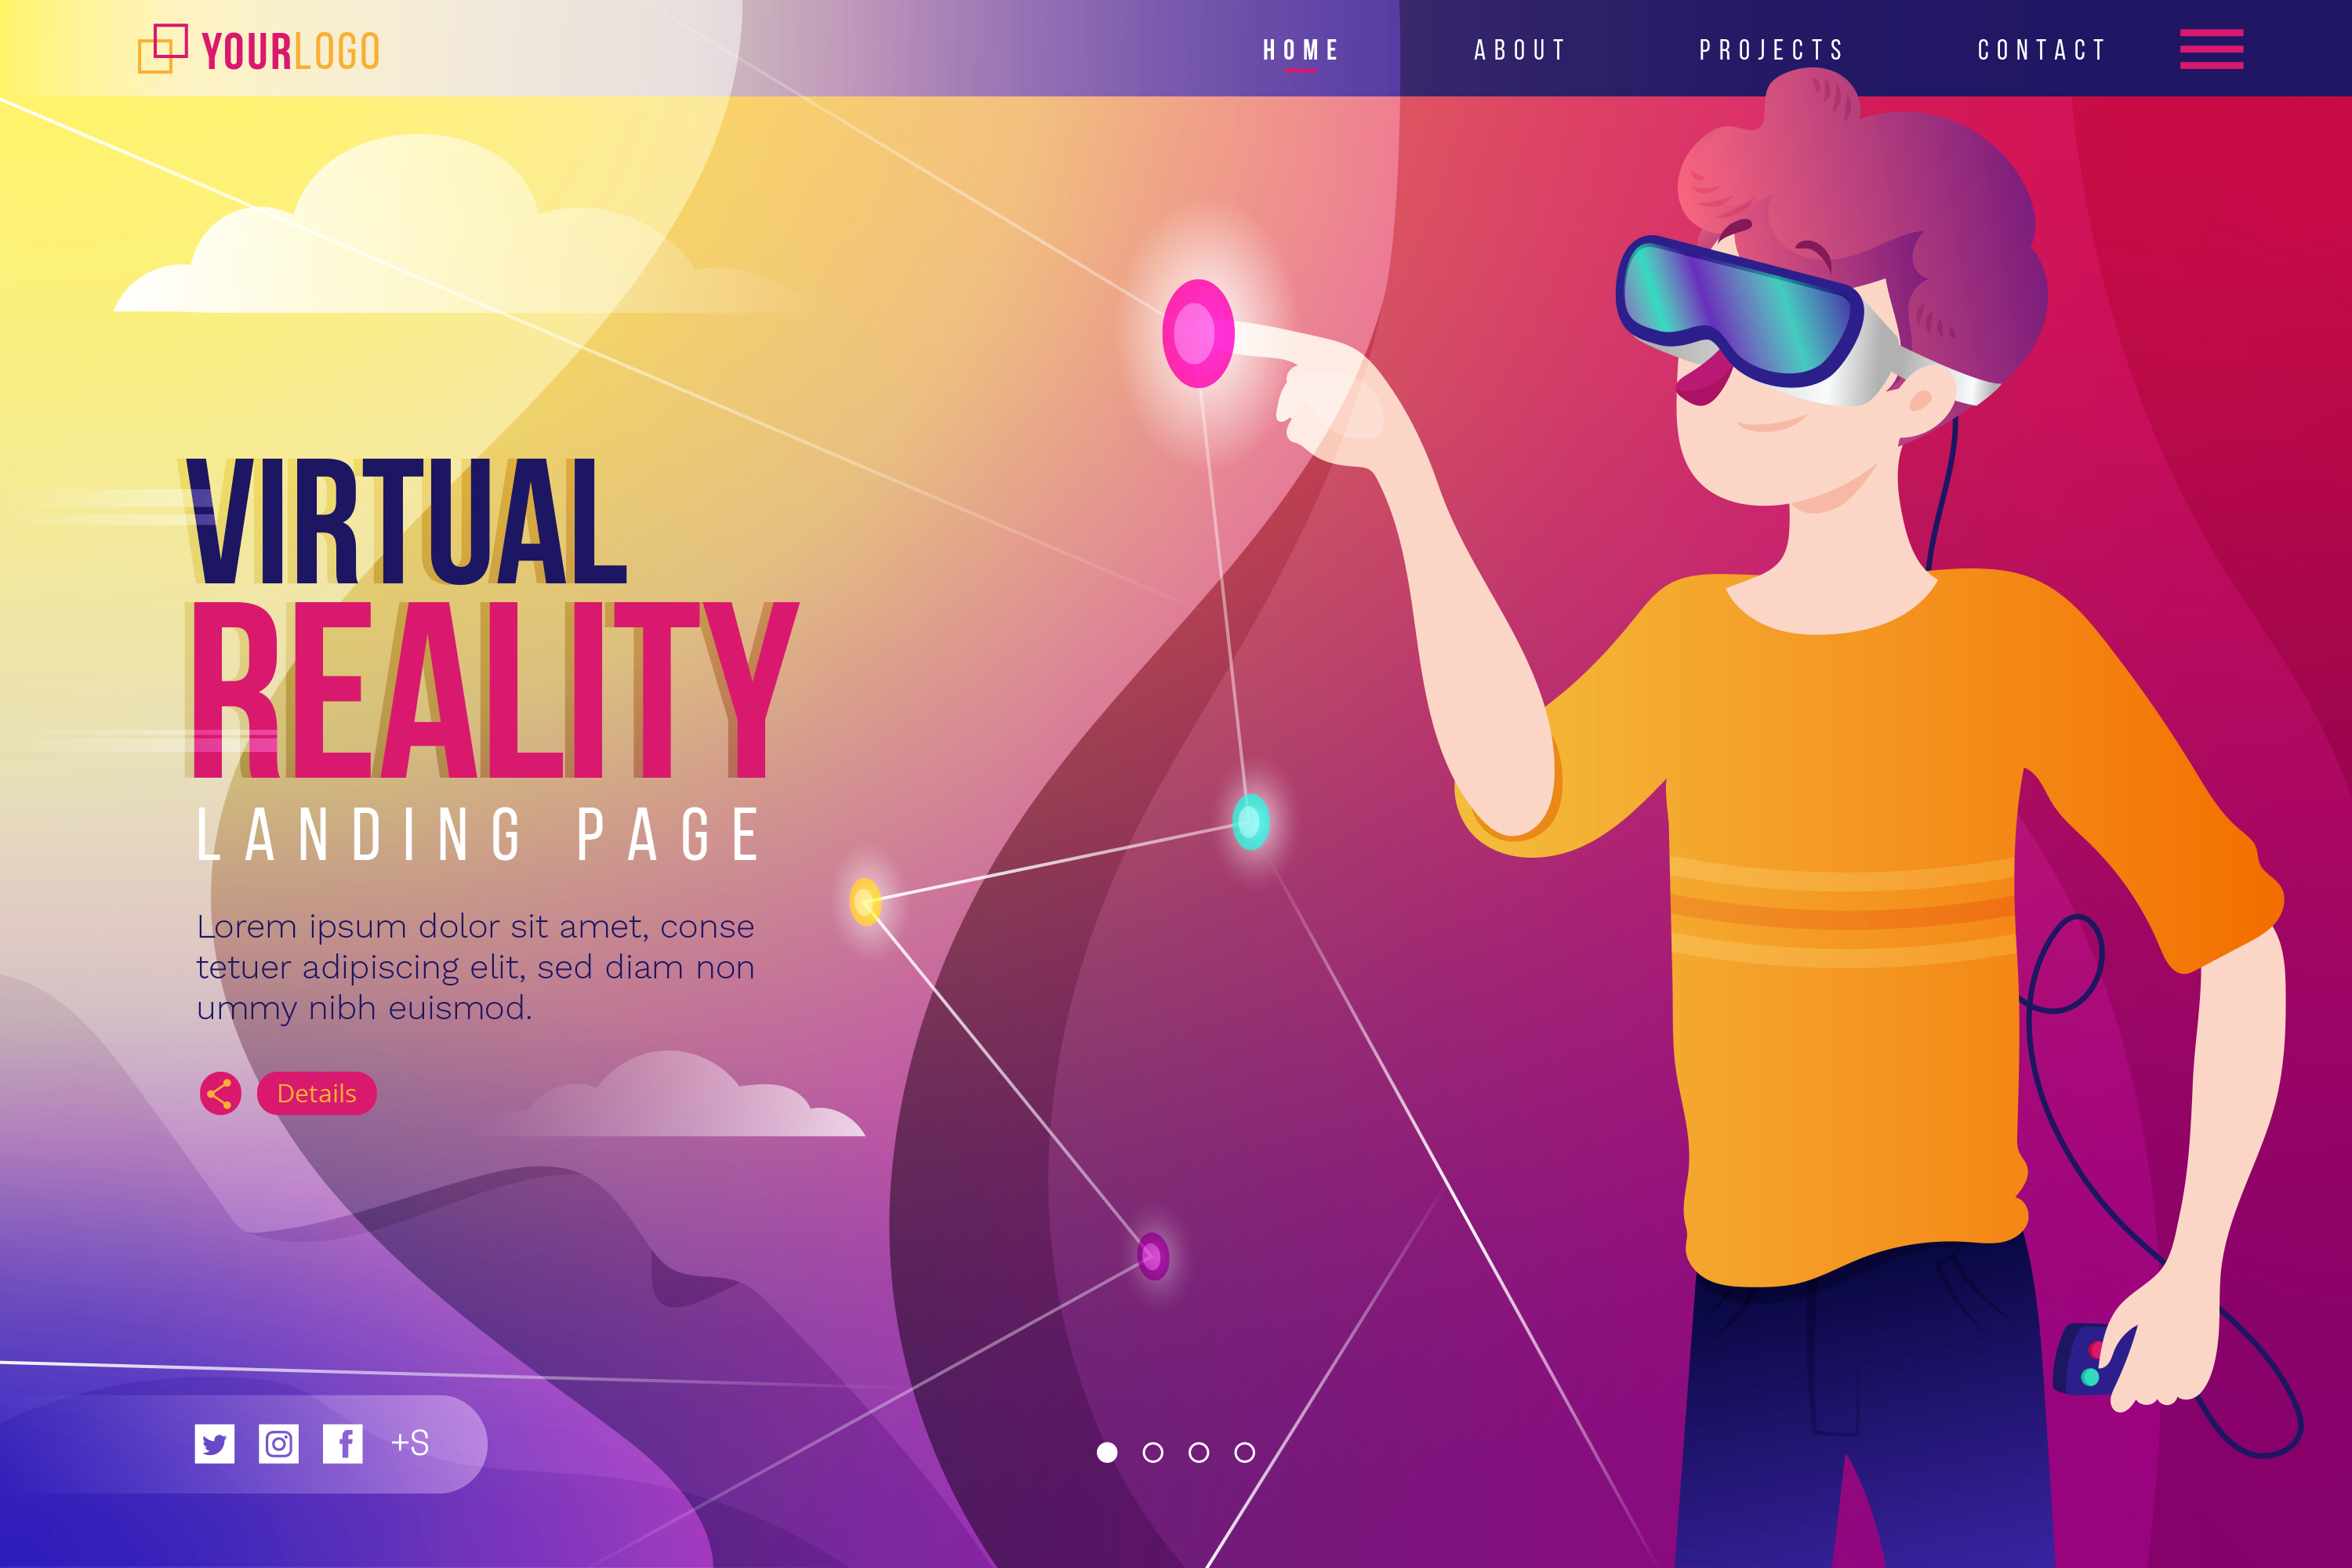 YOURLOGO
HOME ABOUT PROJECTS CONTACT
VIRTUAL
REALITY
LANDING PAGE
Lorem ipsum dolor sit amet, conse
tetuer adipiscing elit, sed diam non
ummy nibh euismod.
Details
+S